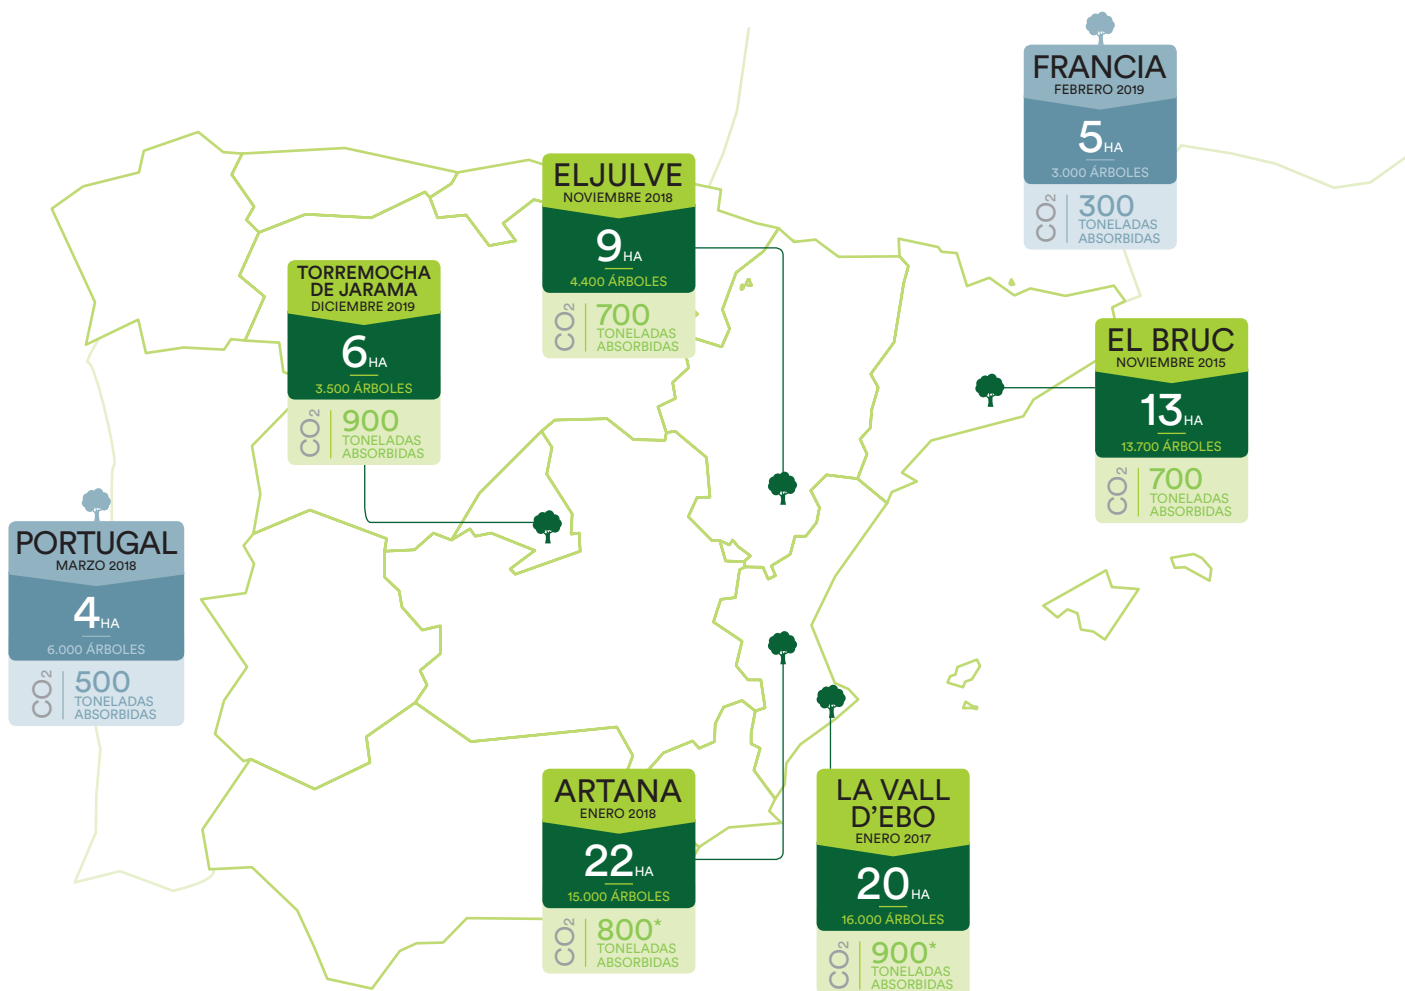 FRANCIA
FEBRERO 2019
5HA
3.000 ÁRBOLES
CO2
300
TONELADAS
ABSORBIDAS
ELJULVE
NOVIEMBRE 2018
9HA
4.400 ÁRBOLES
CO2
700
TONELADAS
ABSORBIDAS
TORREMOCHA
DE JARAMA
DICIEMBRE 2019
6HA
3.500 ÁRBOLES
CO2
900
TONELADAS
ABSORBIDAS
EL BRUC
NOVIEMBRE 2015
13HA
13.700 ÁRBOLES
CO2
700
TONELADAS
ABSORBIDAS
PORTUGAL
MARZO 2018
4HA
6.000 ÁRBOLES
CO2
500
TONELADAS
ABSORBIDAS
ARTANA
ENERO 2018
22HA
15.000 ÁRBOLES
CO2
800*
TONELADAS
ABSORBIDAS
LA VALL
D'EBO
ENERO 2017
20HA
16.000 ÁRBOLES
CO2
900*
TONELADAS
ABSORBIDAS